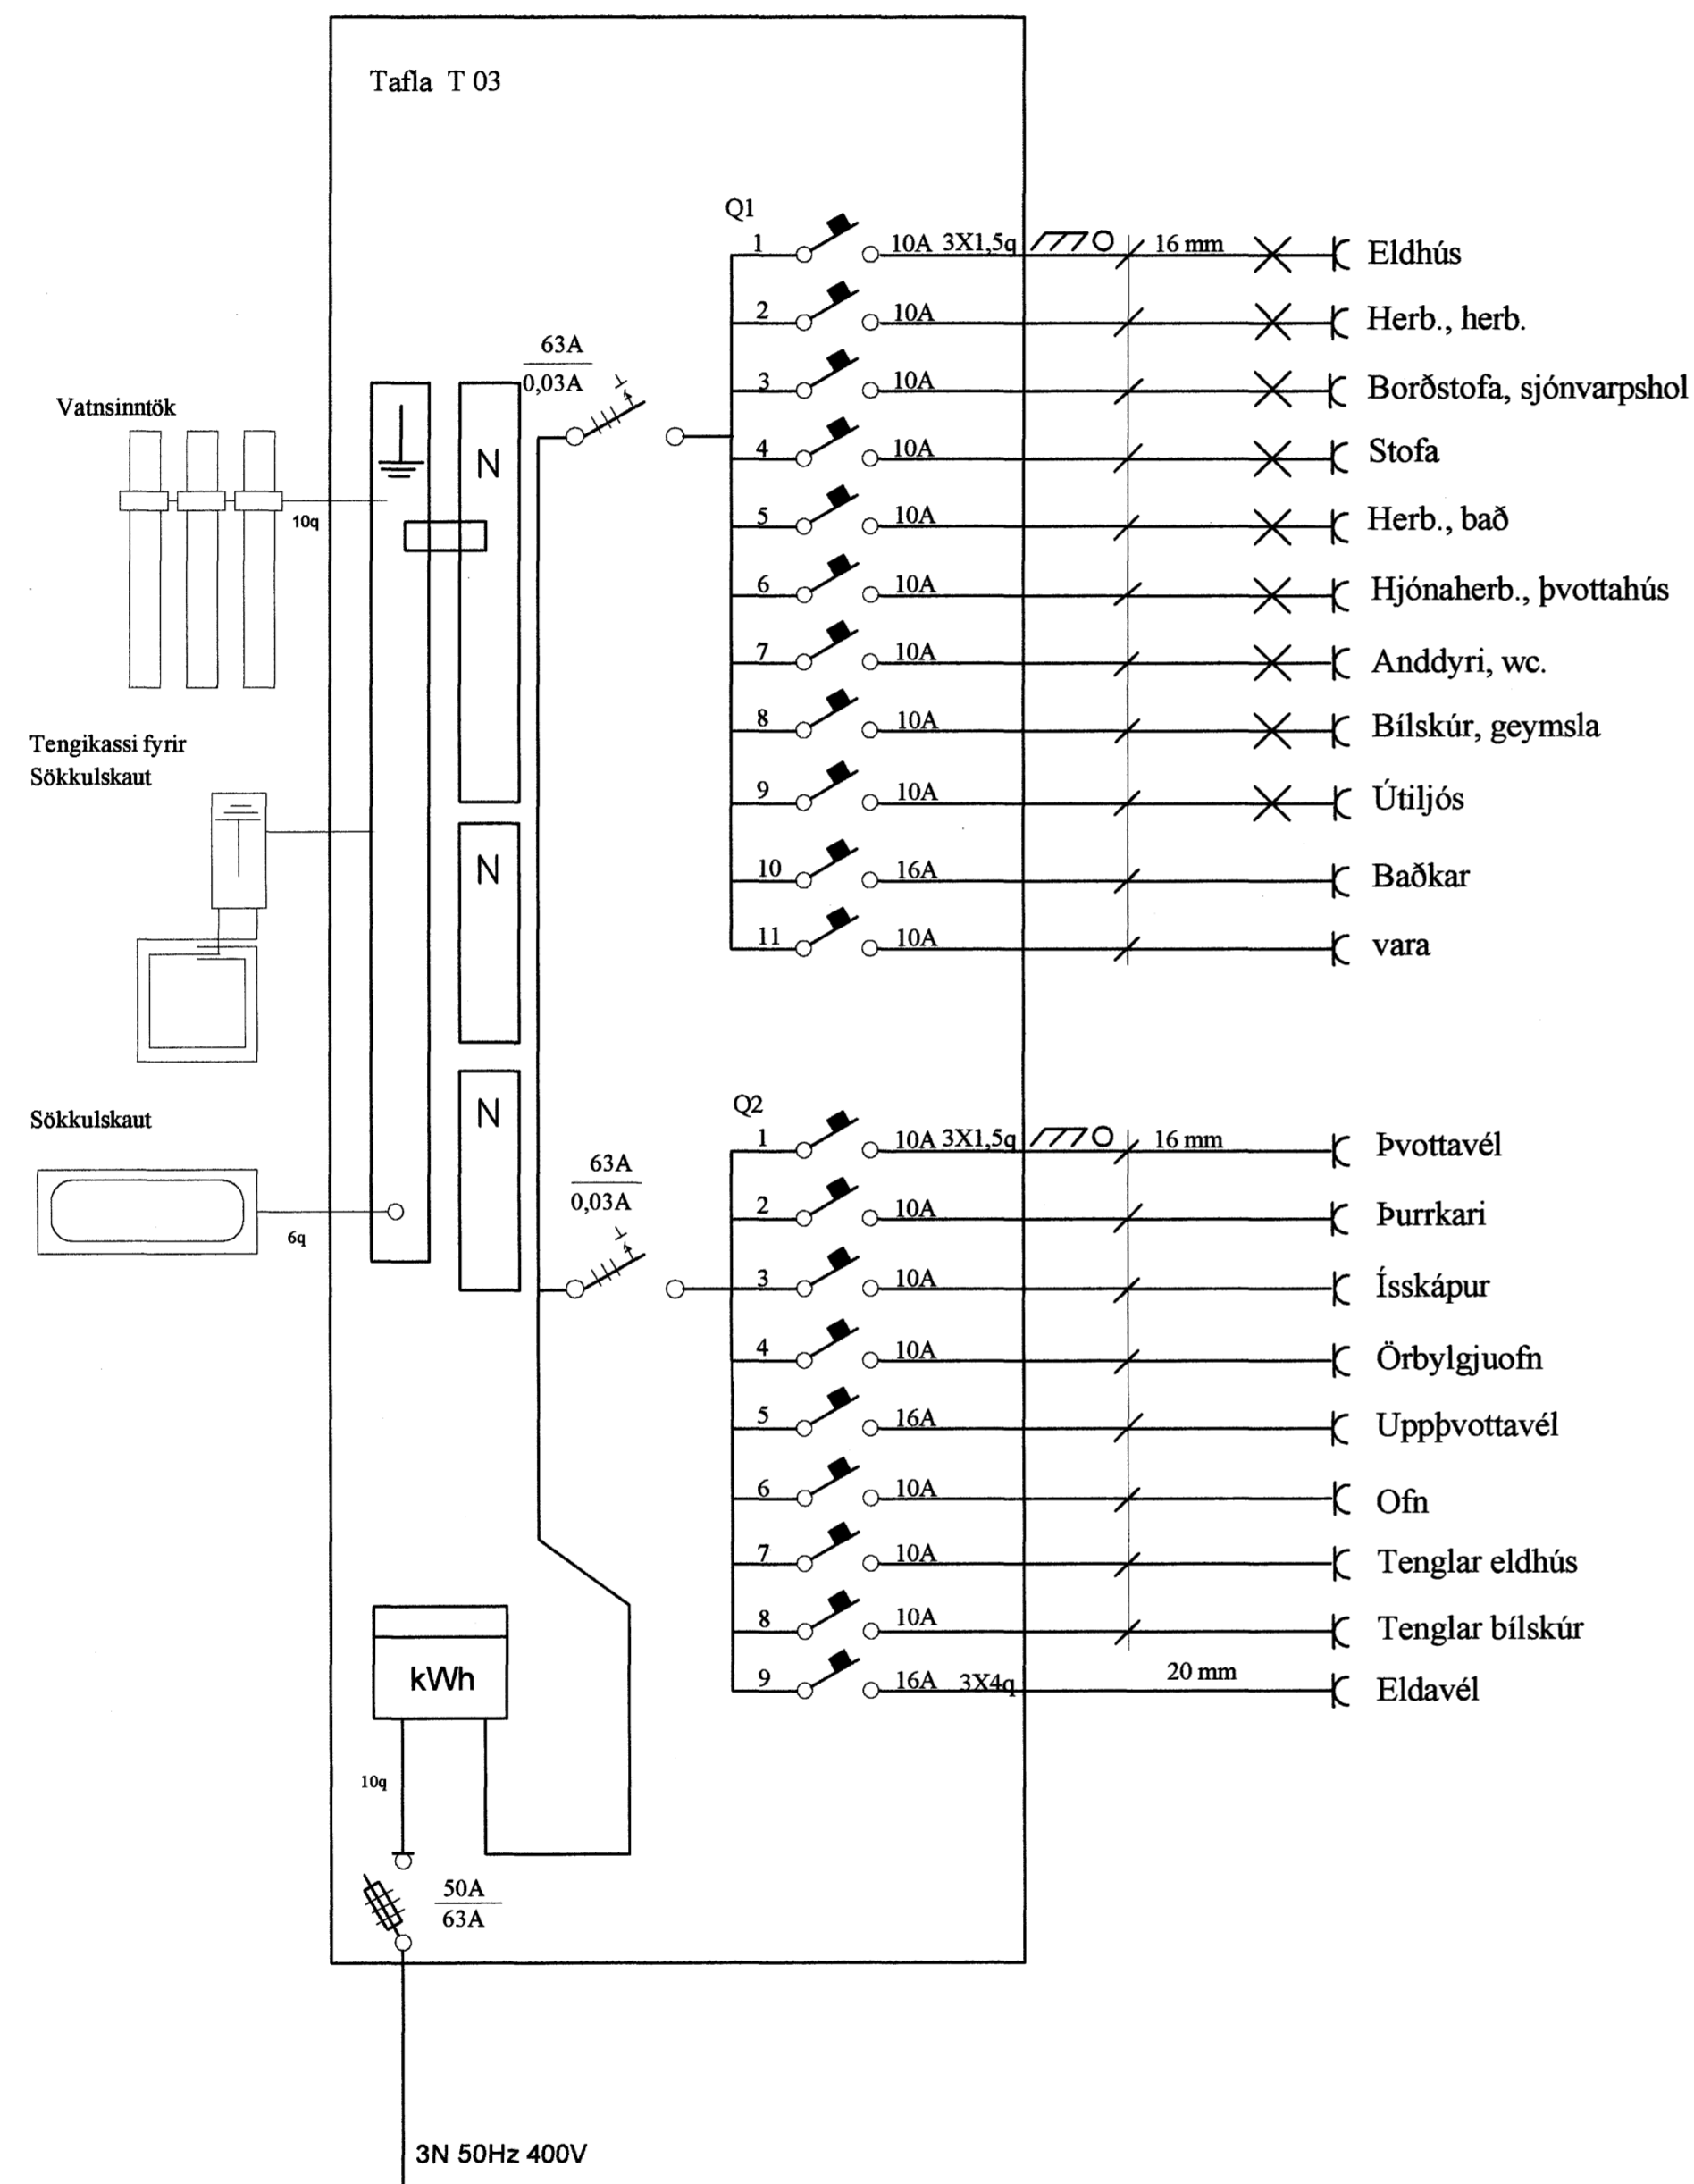 Tafla T 03
Vatnsinntök
10q
Tengikassi fyrir
Sökkulskaut
Sökkulskaut
6q
N
N
N
63A
0,03A
Q1
1 10A 3X1,5q 16 mm Eldhús
2 10A Herb., herb.
3 10A Borðstofa, sjónvarpshol
4 10A Stofa
5 10A Herb., bað
6 10A Hjónaherb., þvottahús
7 10A Anddyri, wc.
8 10A Bílskúr, geymsla
9 10A Útiljós
10 16A Baðkar
11 10A vara
63A
0,03A
Q2
1 10A 3X1,5q 16 mm Þvottavél
2 10A Þurrkari
3 10A Ísskápur
4 10A Örbylgjuofn
5 16A Uppþvottavél
6 10A Ofn
7 10A Tenglar eldhús
8 10A Tenglar bílskúr
9 16A 3X4q 20 mm Eldavél
kWh
10q
50A
63A
3N 50Hz 400V